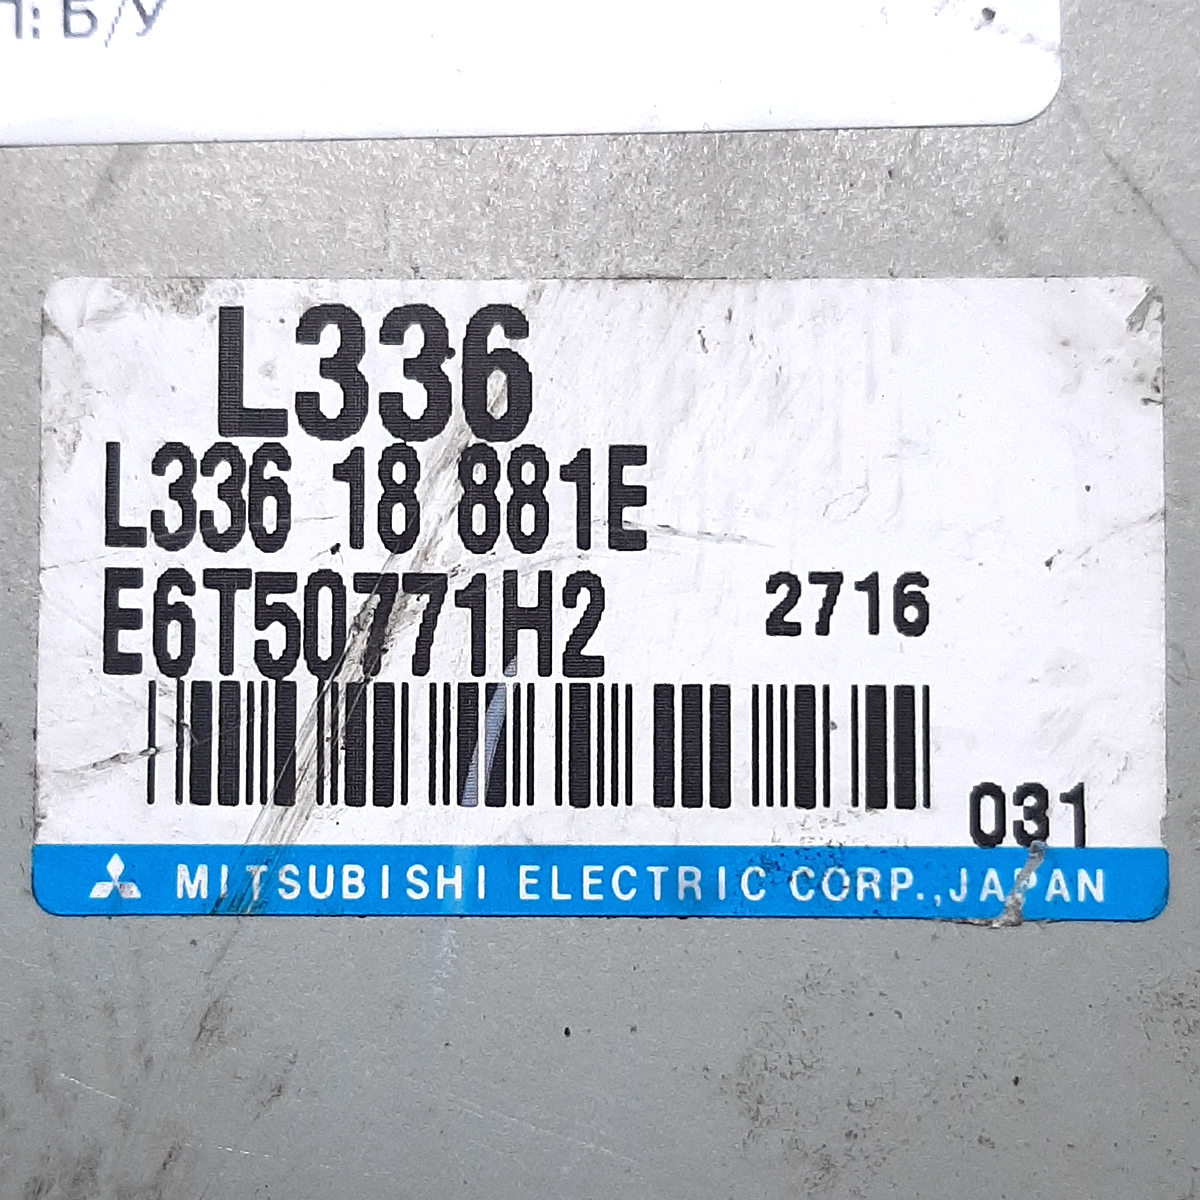 Б/У
L336
L336 18 881E
E6T50771H2 2716
031
MITSUBISHI ELECTRIC CORP.,JAPAN